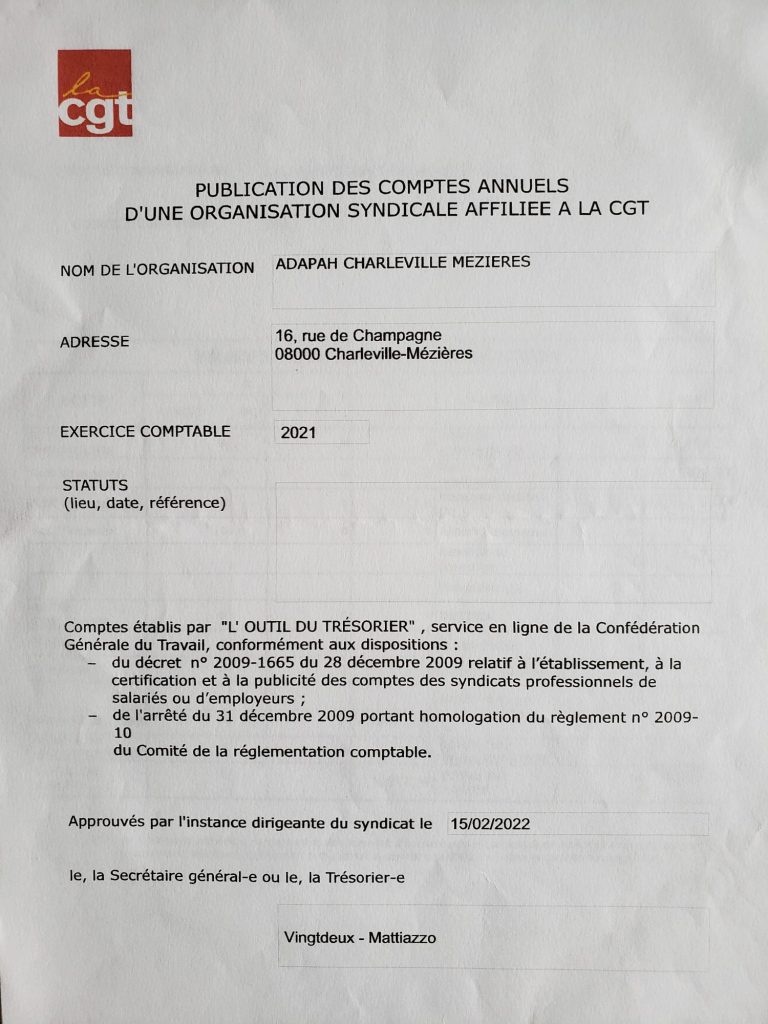 la
cgt
PUBLICATION DES COMPTES ANNUELS
D'UNE ORGANISATION SYNDICALE AFFILIEE A LA CGT
NOM DE L'ORGANISATION ADAPAH CHARLEVILLE MEZIERES
ADRESSE 16, rue de Champagne
08000 Charleville-Mézières
EXERCICE COMPTABLE 2021
STATUTS
(lieu, date, référence)
Comptes établis par "L' OUTIL DU TRÉSORIER" , service en ligne de la Confédération
Générale du Travail, conformément aux dispositions :
– du décret n° 2009-1665 du 28 décembre 2009 relatif à l'établissement, à la
certification et à la publicité des comptes des syndicats professionnels de
salariés ou d'employeurs ;
– de l'arrêté du 31 décembre 2009 portant homologation du règlement n° 2009-
10
du Comité de la réglementation comptable.
Approuvés par l'instance dirigeante du syndicat le 15/02/2022
le, la Secrétaire général-e ou le, la Trésorier-e
Vingtdeux - Mattiazzo